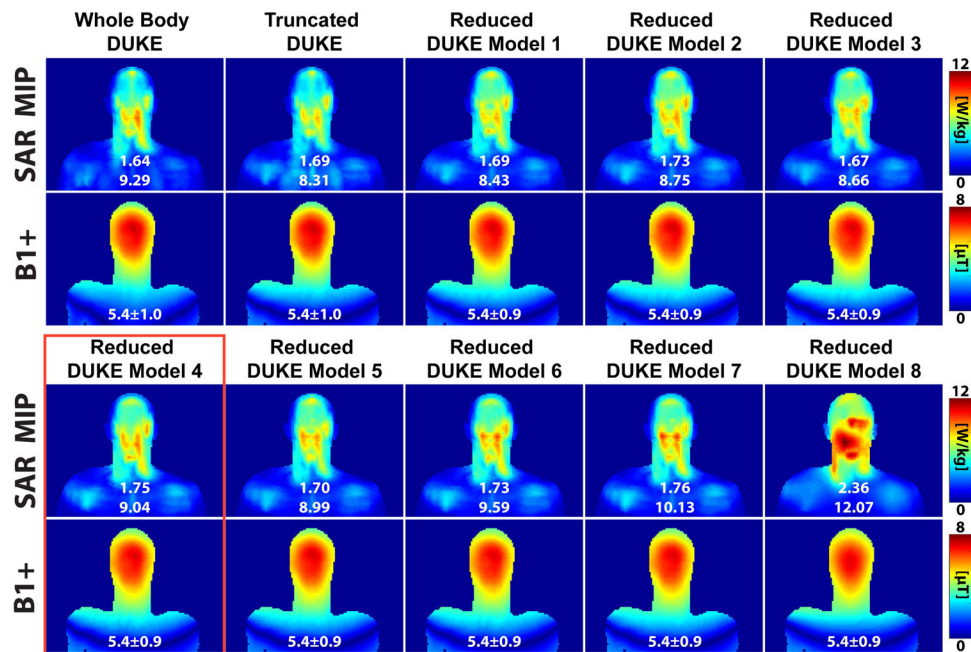 Whole Body
DUKE
Truncated
DUKE
Reduced
DUKE Model 1
Reduced
DUKE Model 2
Reduced
DUKE Model 3
SAR MIP
1.64
9.29
1.69
8.31
1.69
8.43
1.73
8.75
1.67
8.66
12
[W/kg]
0
B1+
5.4±1.0
5.4±1.0
5.4±0.9
5.4±0.9
5.4±0.9
8
[µT]
0
Reduced
DUKE Model 4
Reduced
DUKE Model 5
Reduced
DUKE Model 6
Reduced
DUKE Model 7
Reduced
DUKE Model 8
SAR MIP
1.75
9.04
1.70
8.99
1.73
9.59
1.76
10.13
2.36
12.07
12
[W/kg]
0
B1+
5.4±0.9
5.4±0.9
5.4±0.9
5.4±0.9
5.4±0.9
8
[µT]
0